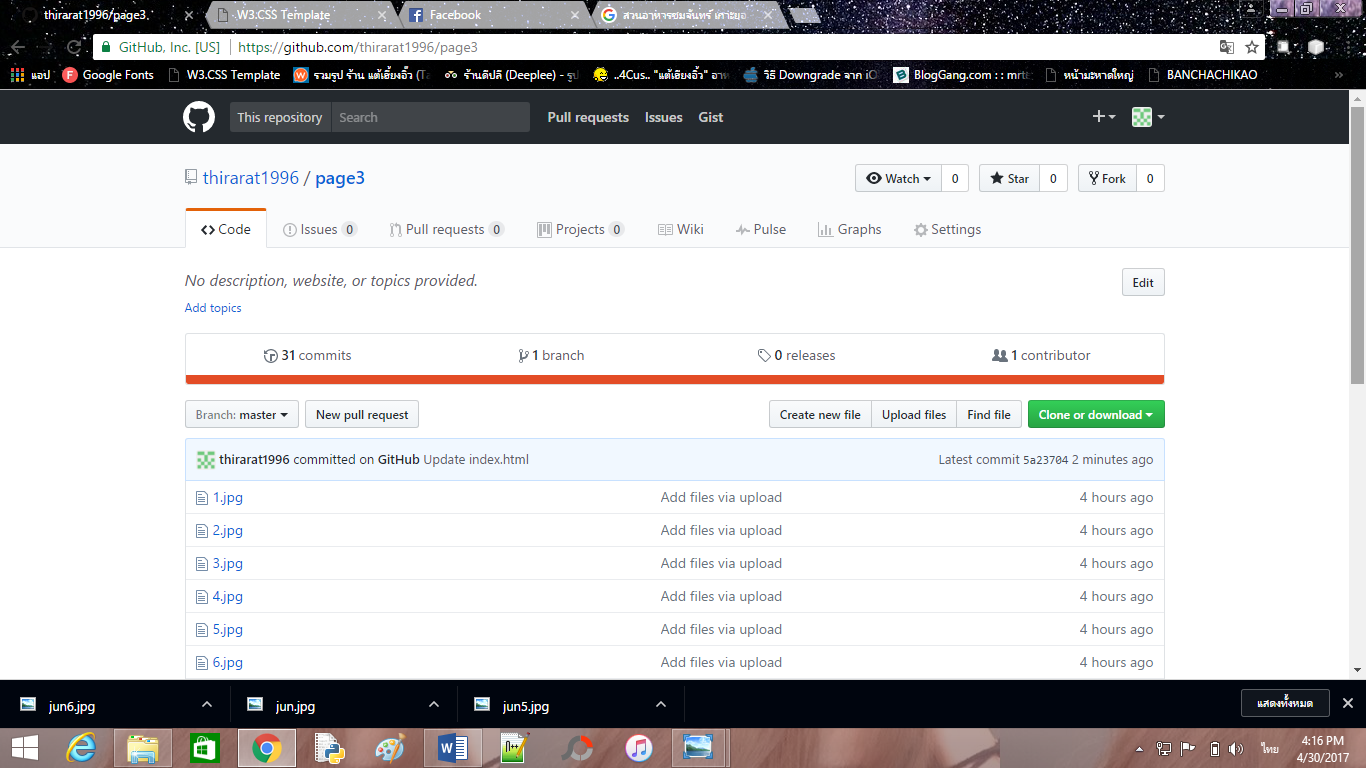 thirarat1996/page3. W3.CSS Template Facebook สวนอาหารชมจันทร์ เกาะยอ
GitHub, Inc. [US] https://github.com/thirarat1996/page3
แอป Google Fonts W3.CSS Template รวมรูป ร้าน แต้เฮี้ยงอิ้ว (Ta ร้านดีปลี (Deeplee) - รูป ..4Cus.. "แต้เฮียงอิ้ว" อาห วิธี Downgrade จาก iO BlogGang.com : : mrte หน้ามะหาดใหญ่ BANCHACHIKAO »
This repository Search Pull requests Issues Gist
thirarat1996 / page3
Watch 0 Star 0 Fork 0
Code Issues 0 Pull requests 0 Projects 0 Wiki Pulse Graphs Settings
No description, website, or topics provided.
Edit
Add topics
31 commits 1 branch 0 releases 1 contributor
Branch: master New pull request Create new file Upload files Find file Clone or download
thirarat1996 committed on GitHub Update index.html Latest commit 5a23704 2 minutes ago
1.jpg Add files via upload 4 hours ago
2.jpg Add files via upload 4 hours ago
3.jpg Add files via upload 4 hours ago
4.jpg Add files via upload 4 hours ago
5.jpg Add files via upload 4 hours ago
6.jpg Add files via upload 4 hours ago
jun6.jpg jun.jpg jun5.jpg แสดงทั้งหมด
ไทย 4:16 PM
4/30/2017